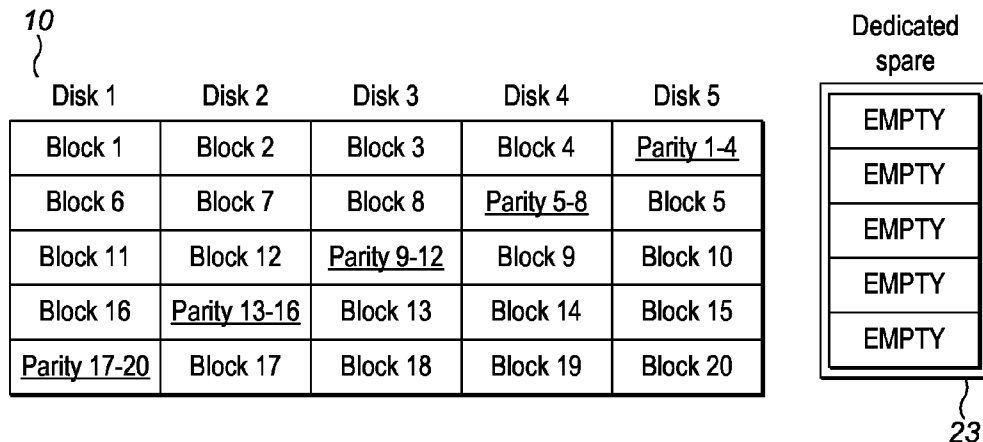 10
Dedicated
spare
Disk 1 Disk 2 Disk 3 Disk 4 Disk 5
Block 1 Block 2 Block 3 Block 4 Parity 1-4
Block 6 Block 7 Block 8 Parity 5-8 Block 5
Block 11 Block 12 Parity 9-12 Block 9 Block 10
Block 16 Parity 13-16 Block 13 Block 14 Block 15
Parity 17-20 Block 17 Block 18 Block 19 Block 20
EMPTY
EMPTY
EMPTY
EMPTY
EMPTY
23